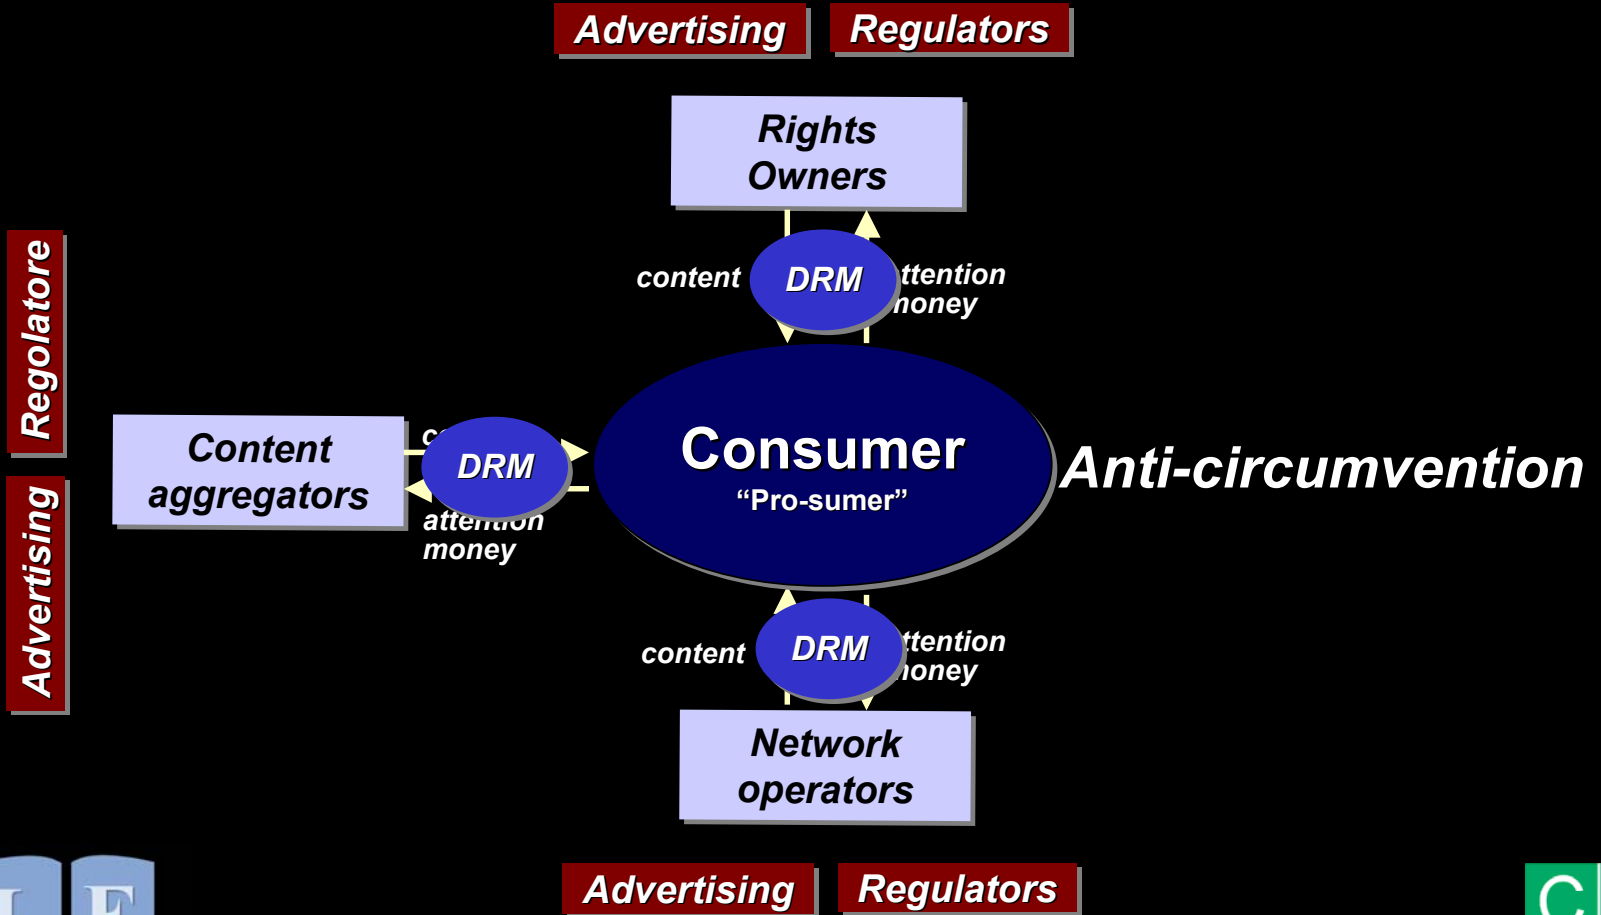 Advertising
Regulators
Rights
Owners
content
DRM
money
Regolatore
Advertising
Content
aggregators
DRM
attention
money
Consumer
“Pro-sumer”
Anti-circumvention
content
DRM
Network
operators
Advertising
Regulators